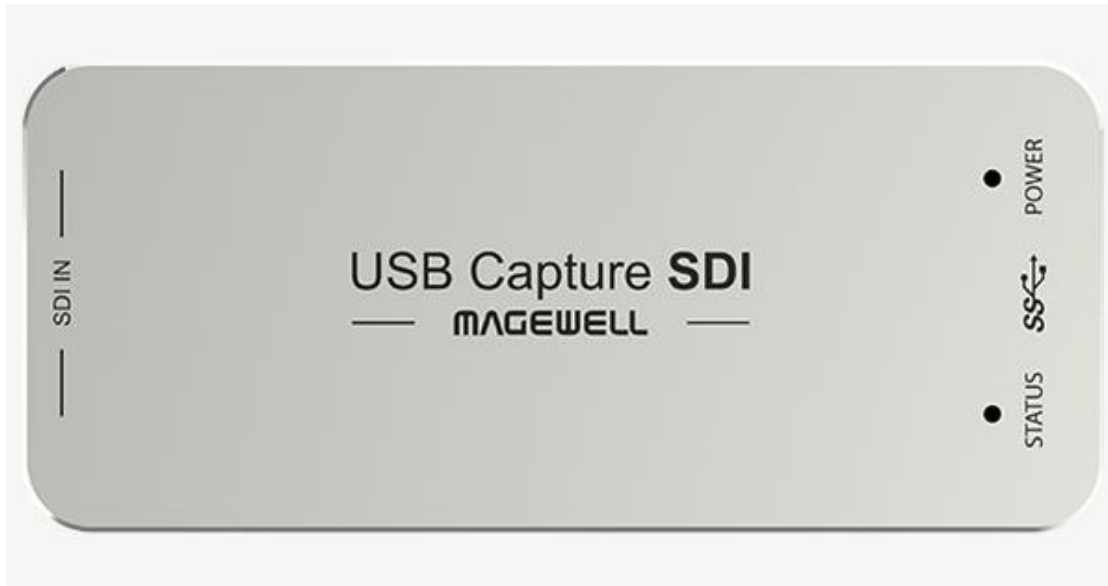 SDI IN
USB Capture SDI
MAGEWELL
POWER
SS
STATUS